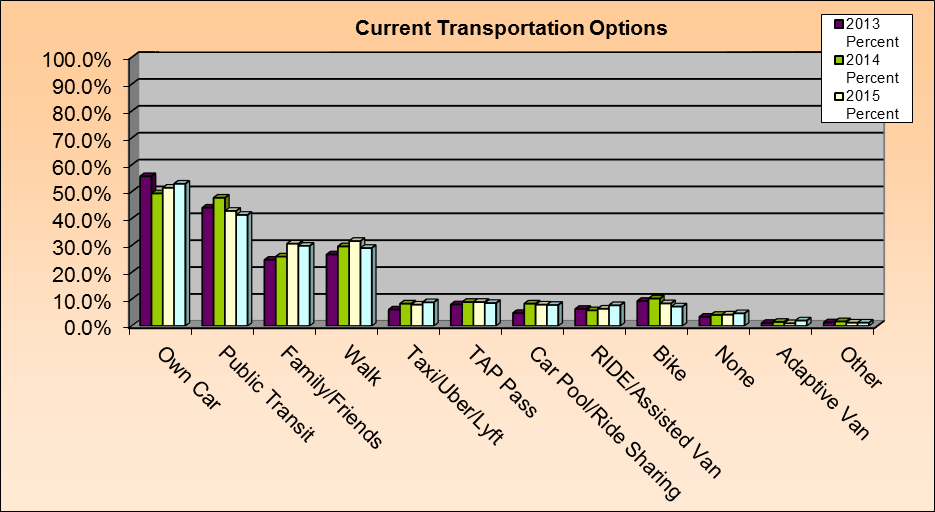 Current Transportation Options
2013
Percent
2014
Percent
2015
Percent
100.0%
90.0%
80.0%
70.0%
60.0%
50.0%
40.0%
30.0%
20.0%
10.0%
0.0%
Own Car
Public Transit
Family/Friends
Walk
Taxi/Uber/Lyft
TAP Pass
Car Pool/Ride Sharing
RIDE/Assisted Van
Bike
None
Adaptive Van
Other